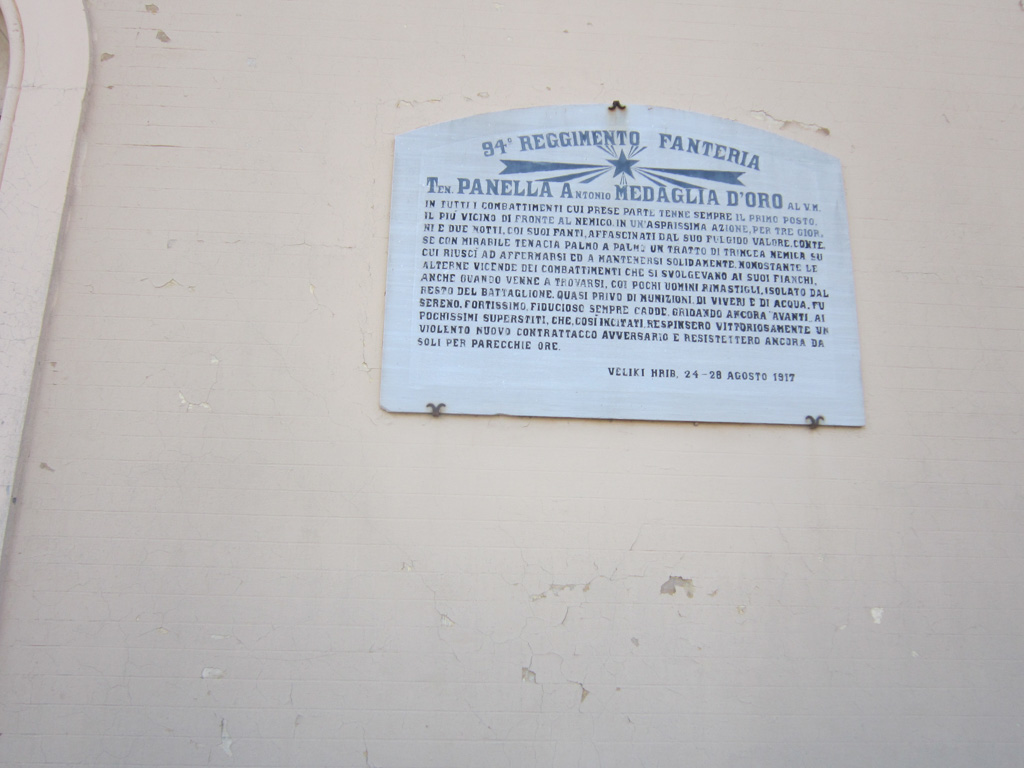 94° REGGIMENTO FANTERIA
TEN. PANELLA ANTONIO MEDAGLIA D'ORO AL V.M.
IN TUTTI I COMBATTIMENTI CUI PRESE PARTE TENNE SEMPRE IL PRIMO POSTO,
IL PIÚ VICINO DI FRONTE AL NEMICO. IN UN'ASPRISSIMA AZIONE, PER TRE GIOR.
NI E DUE NOTTI, COI SUOI FANTI, AFFASCINATI DAL SUO FULGIDO VALORE, CONTE.
SE CON MIRABILE TENACIA PALMO A PALMO UN TRATTO DI TRINCEA NEMICA SU
CUI RIUSCÍ AD AFFERMARSI ED A MANTENERSI SOLIDAMENTE. NONOSTANTE LE
ALTERNE VICENDE DEI COMBATTIMENTI CHE SI SVOLGEVANO AI SUOI FIANCHI,
ANCHE QUANDO VENNE A TROVARSI, COI POCHI UOMINI RIMASTIGLI, ISOLATO DAL
RESTO DEL BATTAGLIONE, QUASI PRIVO DI MUNIZIONI, DI VIVERI E DI ACQUA, FU
SERENO, FORTISSIMO, FIDUCIOSO SEMPRE CADDE, GRIDANDO ANCORA "AVANTI" AI
POCHISSIMI SUPERSTITI, CHE, COSÍ INCITATI, RESPINSERO VITTORIOSAMENTE UN
VIOLENTO NUOVO CONTRATTACCO AVVERSARIO E RESISTETTERO ANCORA DA
SOLI PER PARECCHIE ORE.
VELIKI HRIB, 24-28 AGOSTO 1917